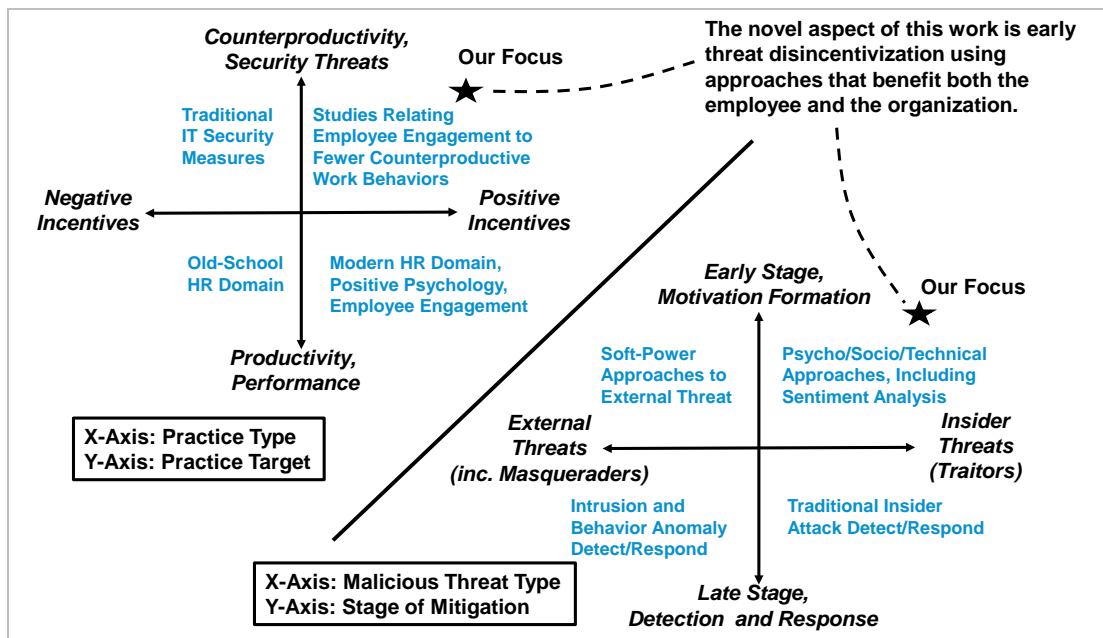 Counterproductivity,
Security Threats
Our Focus
The novel aspect of this work is early
threat disincentivization using
approaches that benefit both the
employee and the organization.
Traditional
IT Security
Measures
Studies Relating
Employee Engagement to
Fewer Counterproductive
Work Behaviors
Negative
Incentives
Positive
Incentives
Old-School
HR Domain
Modern HR Domain,
Positive Psychology,
Employee Engagement
Productivity,
Performance
X-Axis: Practice Type
Y-Axis: Practice Target
Early Stage,
Motivation Formation
Our Focus
Soft-Power
Approaches to
External Threat
Psycho/Socio/Technical
Approaches, Including
Sentiment Analysis
External
Threats
(inc. Masqueraders)
Insider
Threats
(Traitors)
Intrusion and
Behavior Anomaly
Detect/Respond
Traditional Insider
Attack Detect/Respond
Late Stage,
Detection and Response
X-Axis: Malicious Threat Type
Y-Axis: Stage of Mitigation